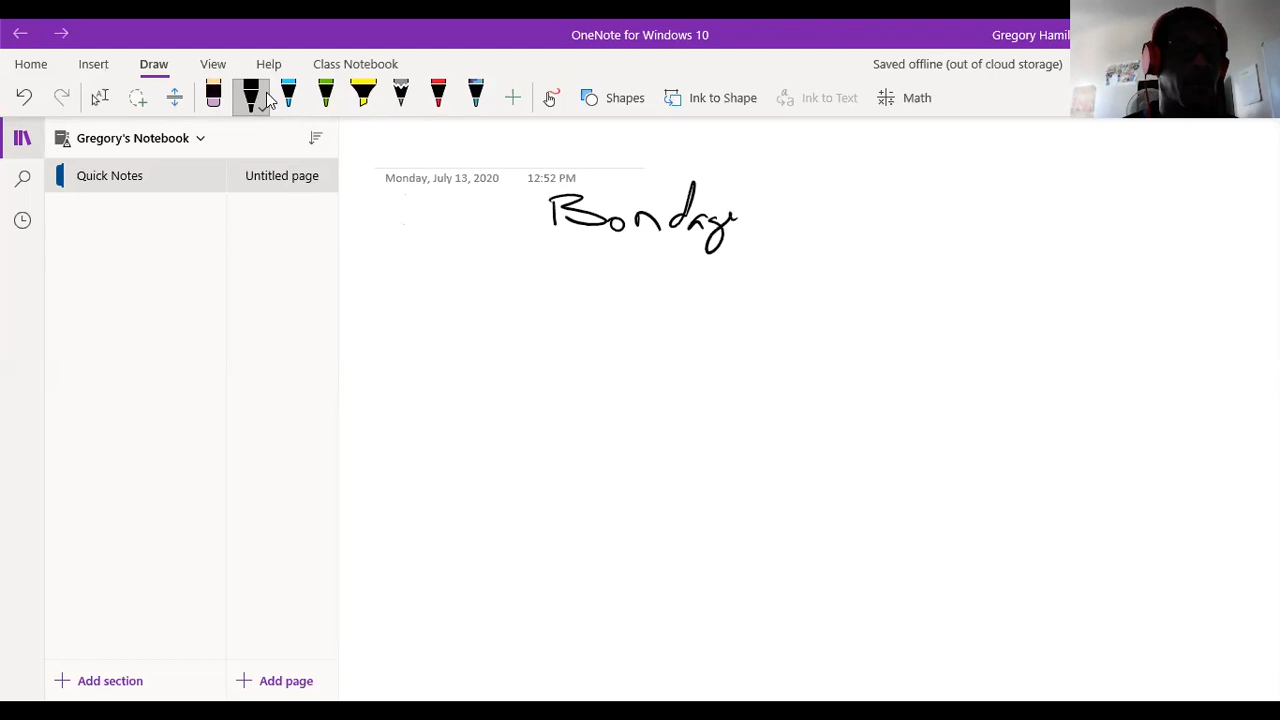 OneNote for Windows 10
Gregory Hamil
Home Insert Draw View Help Class Notebook
Saved offline (out of cloud storage)
Shapes Ink to Shape Ink to Text Math
Gregory's Notebook
Quick Notes Untitled page
Monday, July 13, 2020 12:52 PM
Bondage
Add section Add page